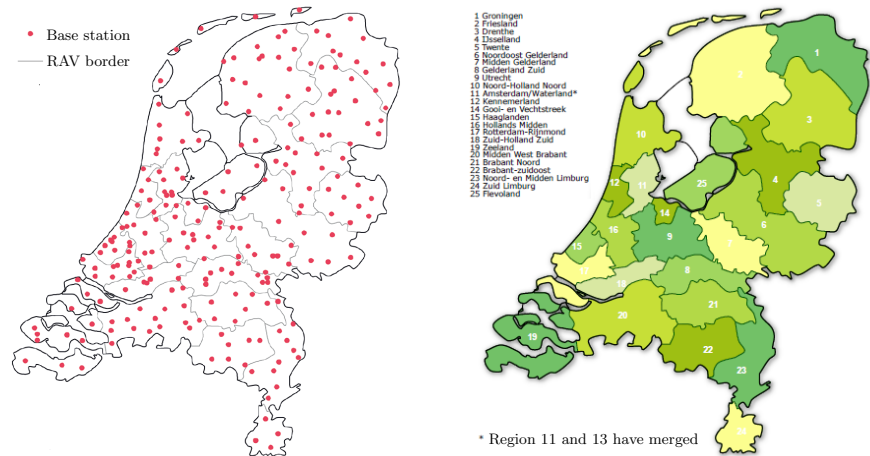 Base station
RAV border
1 Groningen
2 Friesland
3 Drenthe
4 IJsselland
5 Twente
6 Noordoost Gelderland
7 Midden Gelderland
8 Gelderland Zuid
9 Utrecht
10 Noord-Holland Noord
11 Amsterdam/Waterland*
12 Kennemerland
14 Gooi- en Vechtstreek
15 Haaglanden
16 Hollands Midden
17 Rotterdam-Rijnmond
18 Zuid-Holland Zuid
19 Zeeland
20 Midden West Brabant
21 Brabant Noord
22 Brabant-zuidoost
23 Noord- en Midden Limburg
24 Zuid Limburg
25 Flevoland
1
2
3
10
4
12
11
25
5
14
16
9
6
15
7
17
8
18
21
20
19
22
23
24
* Region 11 and 13 have merged